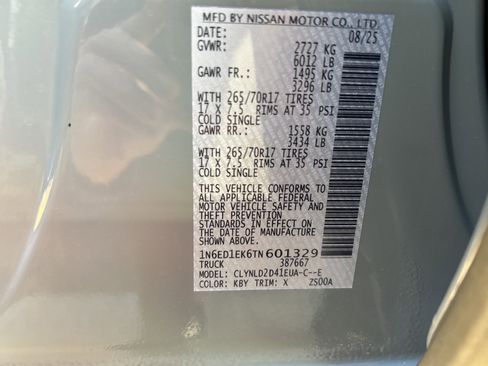 MFD BY NISSAN MOTOR CO., LTD.
DATE: 08/25
GVWR: 2727 KG
6012 LB
GAWR FR.: 1495 KG
3296 LB
WITH 265/70R17 TIRES
17 X 7.5 RIMS AT 35 PSI
COLD SINGLE
GAWR RR.: 1558 KG
3434 LB
WITH 265/70R17 TIRES
17 X 7.5 RIMS AT 35 PSI
COLD SINGLE
THIS VEHICLE CONFORMS TO
ALL APPLICABLE FEDERAL
MOTOR VEHICLE SAFETY AND
THEFT PREVENTION
STANDARDS IN EFFECT ON
THE DATE OF MANUFACTURE
SHOWN ABOVE.
1N6ED1EK6TN601329
TRUCK 387667
MODEL: CLYNLD2D41EUA-C--E
COLOR: KBY TRIM: X ZS00A